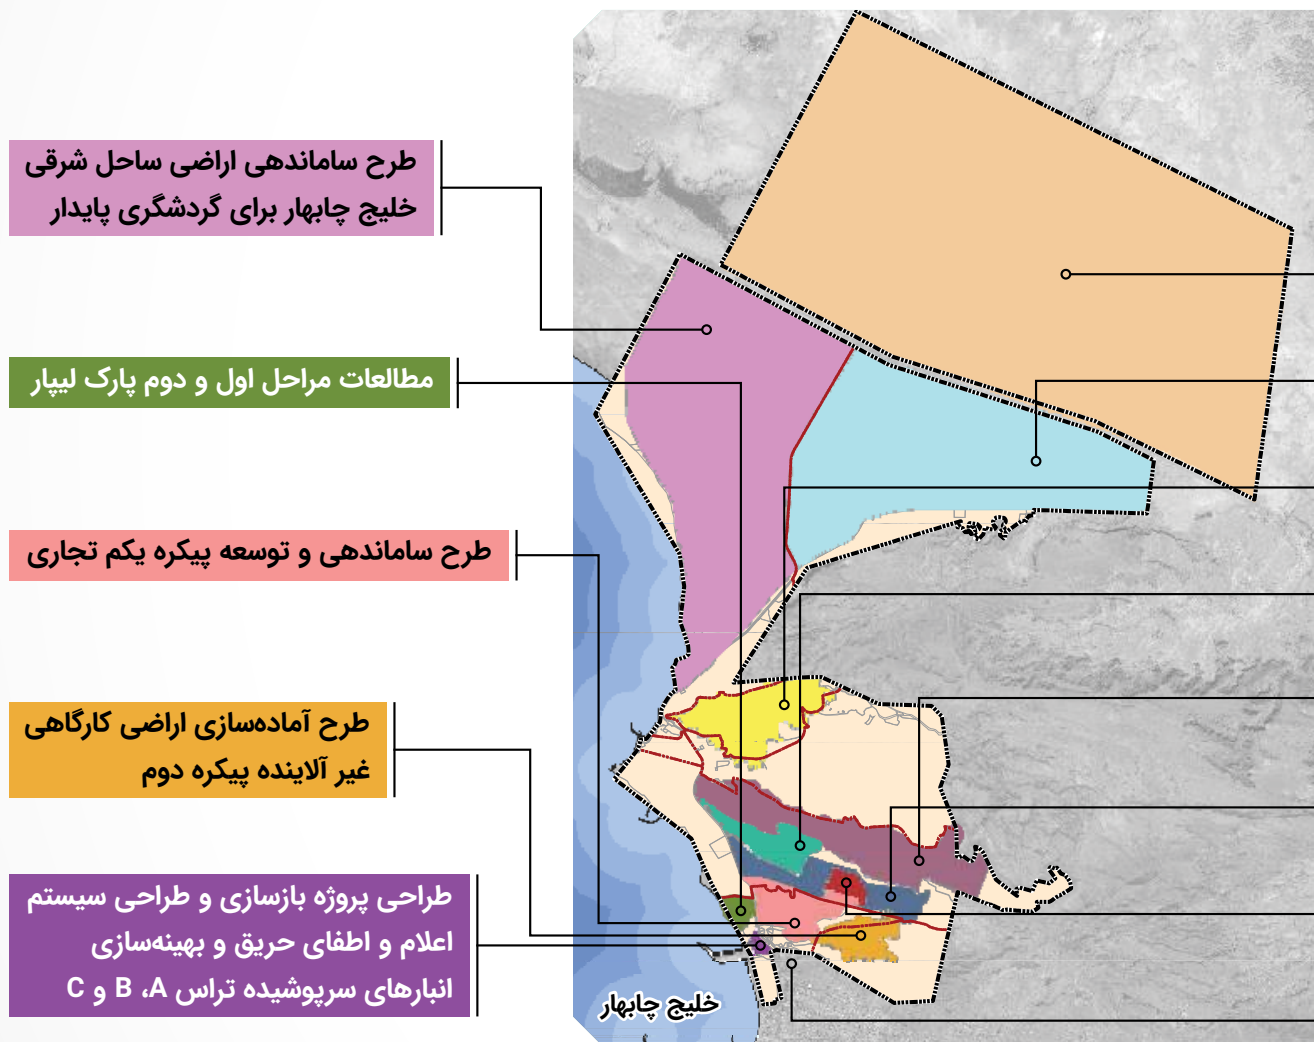 طرح ساماندهی اراضی ساحل شرقی
خلیج چابهار برای گردشگری پایدار
مطالعات مراحل اول و دوم پارک لیپار
طرح ساماندهی و توسعه پیکره یکم تجاری
طرح آماده‌سازی اراضی کارگاهی
غیر آلاینده پیکره دوم
طراحی پروژه بازسازی و طراحی سیستم
اعلام و اطفای حریق و بهینه‌سازی
انبارهای سرپوشیده تراس A، B و C
خلیج چابهار